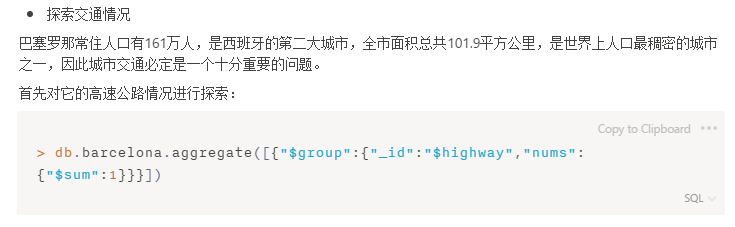 探索交通情况
巴塞罗那常住人口有161万人，是西班牙的第二大城市，全市面积总共101.9平方公里，是世界上人口最稠密的城市
之一，因此城市交通必定是一个十分重要的问题。
首先对它的高速公路情况进行探索：
Copy to Clipboard
> db.barcelona.aggregate([{"$group":{"_id":"$highway","nums":
{"$sum":1}}}])
SQL